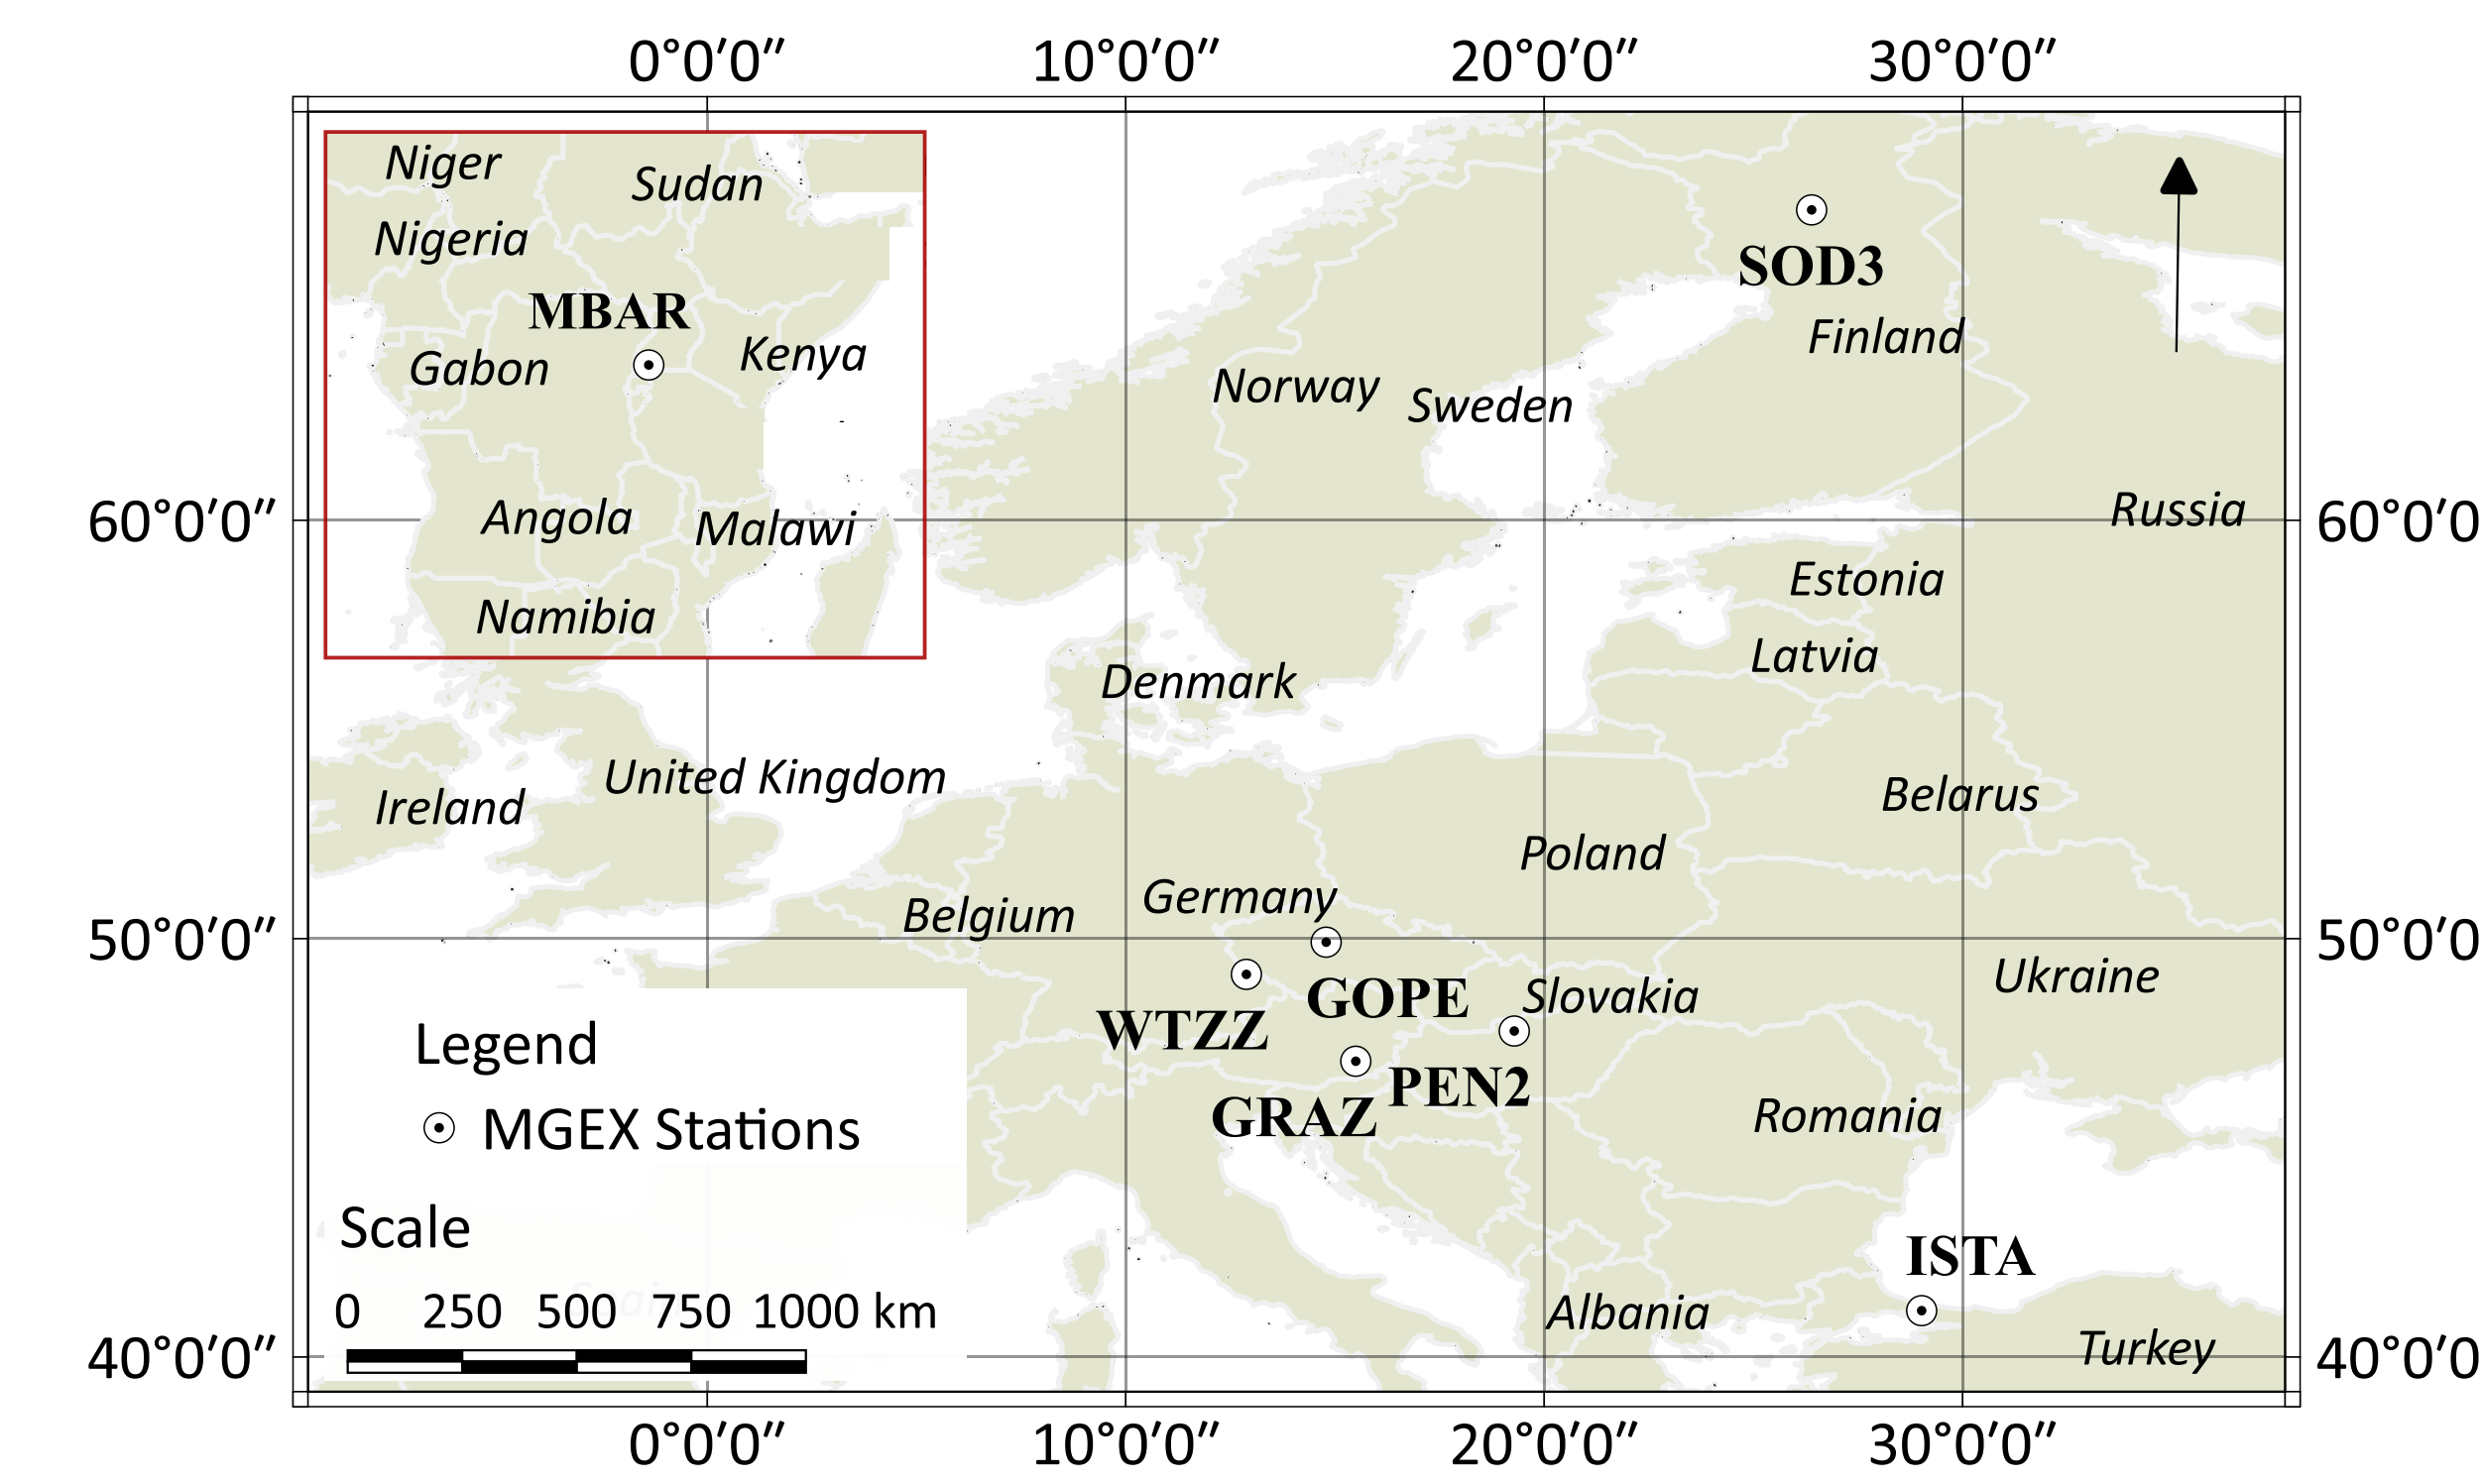 0°0′0″ 10°0′0″ 20°0′0″ 30°0′0″
Niger
Sudan
Nigeria
SOD3
MBAR
Finland
Kenya
Gabon
Norway
Sweden
60°0′0″
Angola
Malawi
Russia
60°0′0
Estonia
Namibia
Latvia
Denmark
United Kingdom
Ireland
Belarus
Poland
Germany
Belgium
50°0′0″
50°0′0
Ukraine
GOPE
Slovakia
WTZZ
PEN2
GRAZ
Romania
Legend
MGEX Stations
Scale
0 250 500 750 1000 km
ISTA
Albania
Turkey
40°0′0″
40°0′0
0°0′0″ 10°0′0″ 20°0′0″ 30°0′0″